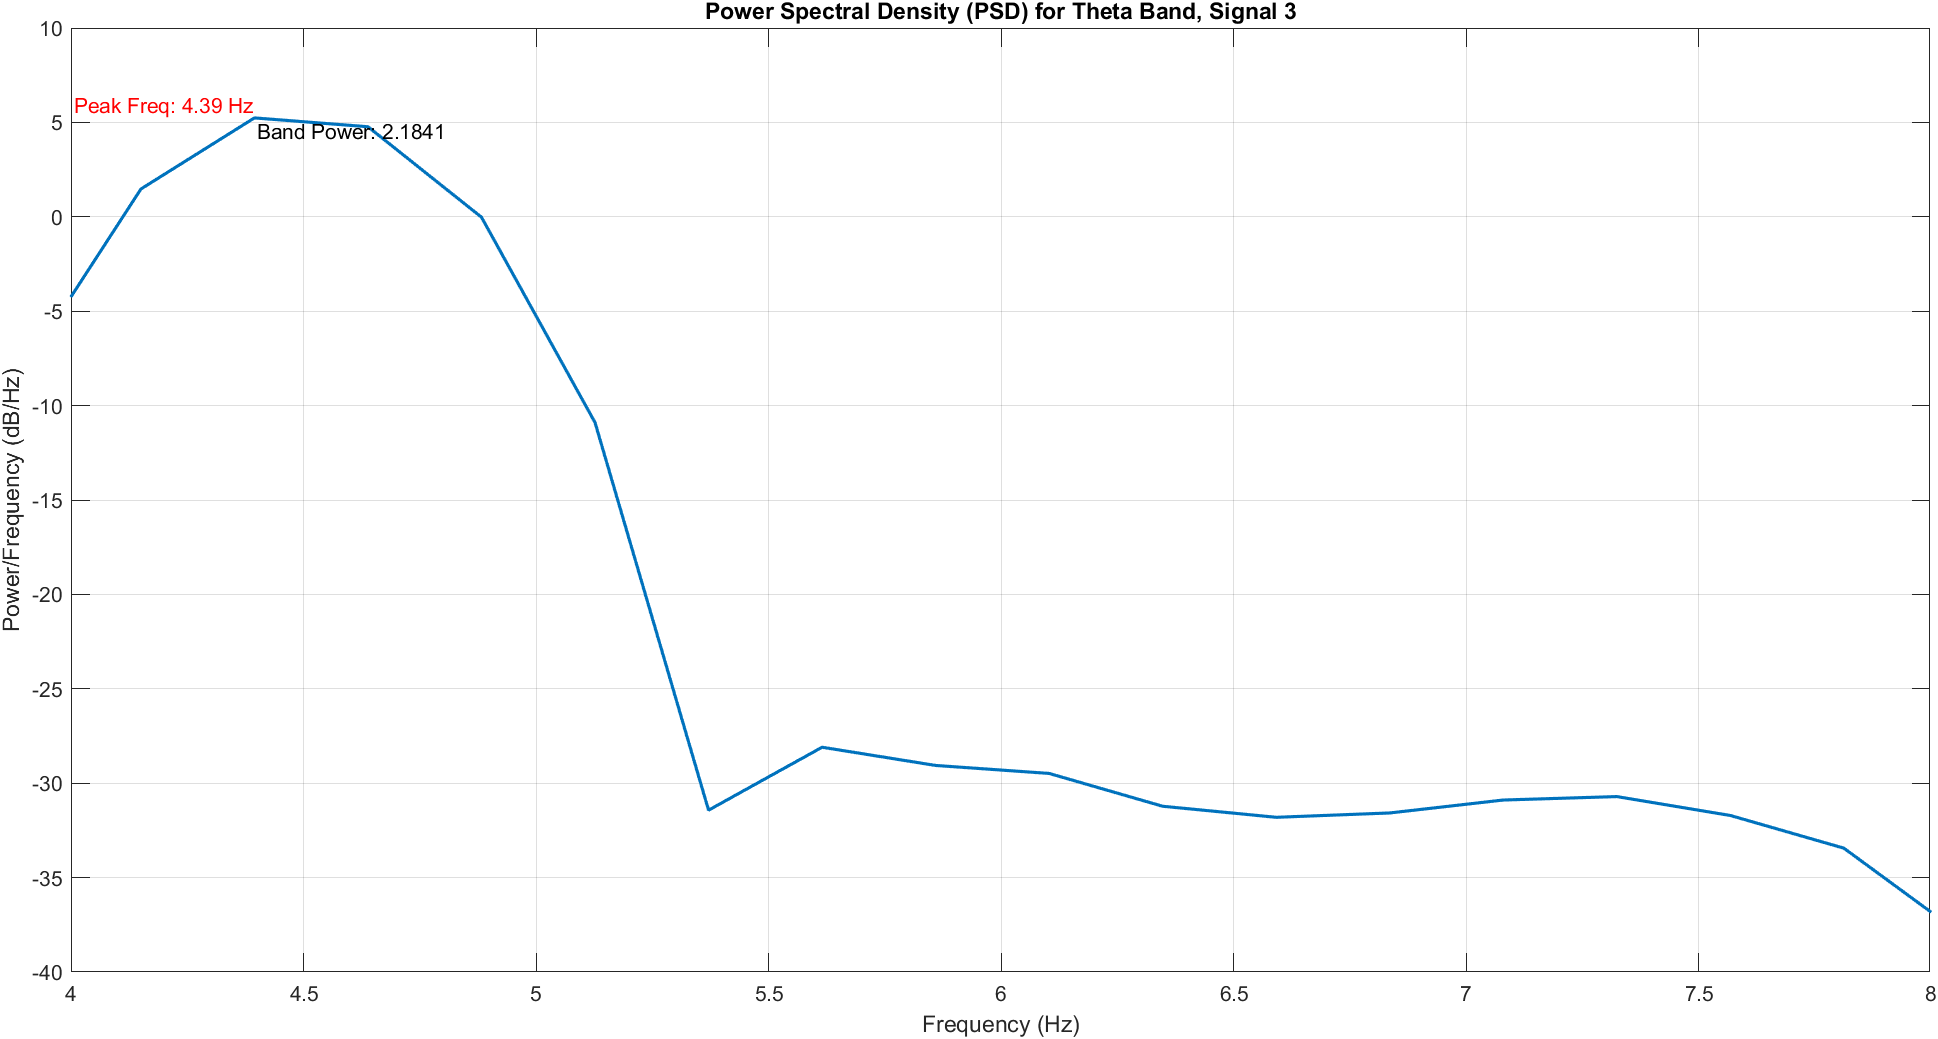 Power Spectral Density (PSD) for Theta Band, Signal 3
10
5
0
-5
-10
-15
-20
-25
-30
-35
-40
Power/Frequency (dB/Hz)
Peak Freq: 4.39 Hz
Band Power: 2.1841
4 4.5 5 5.5 6 6.5 7 7.5 8
Frequency (Hz)